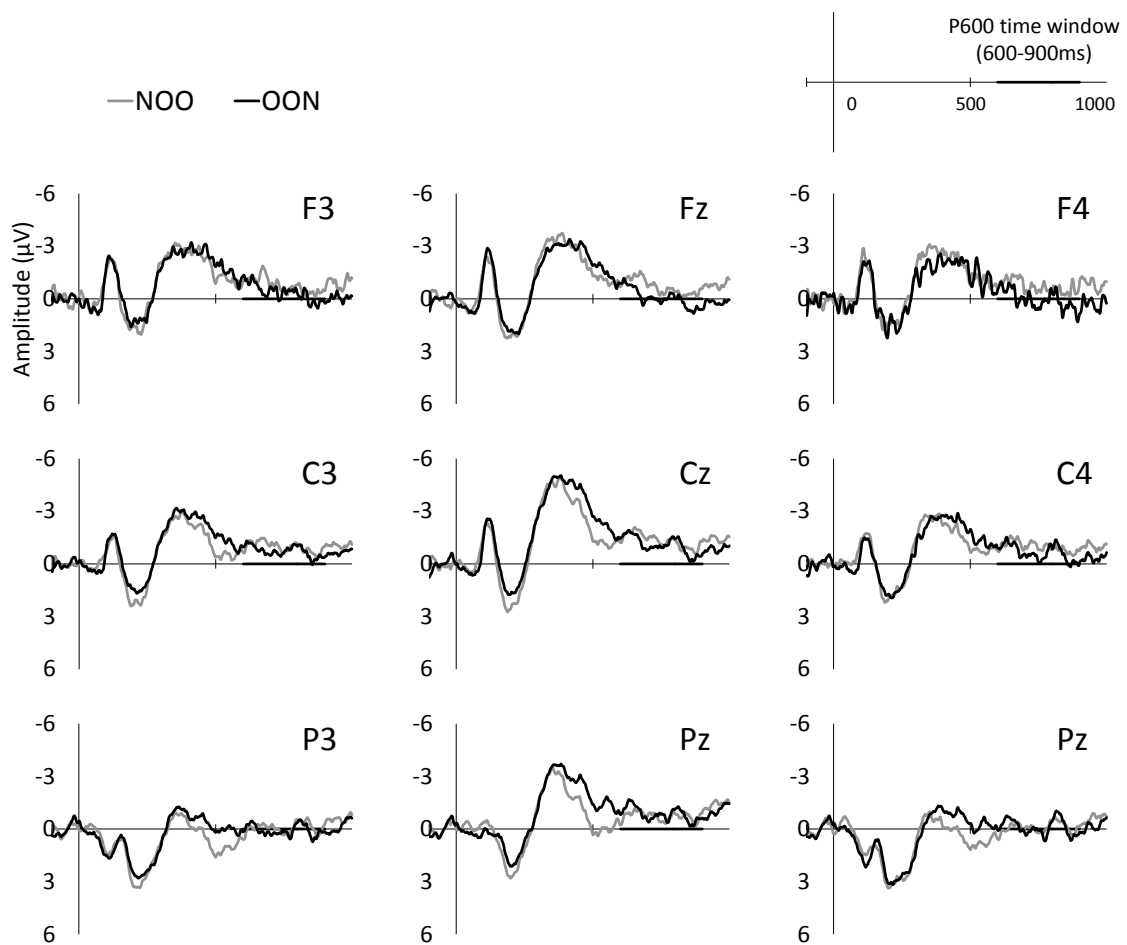 P600 time window
(600-900ms)
NOO OON
0 500 1000
Amplitude (μV)
-6 F3 -6 Fz -6 F4
-3 -3 -3
0 0 0
3 3 3
6 6 6
-6 C3 -6 Cz -6 C4
-3 -3 -3
0 0 0
3 3 3
6 6 6
-6 P3 -6 Pz -6 Pz
-3 -3 -3
0 0 0
3 3 3
6 6 6